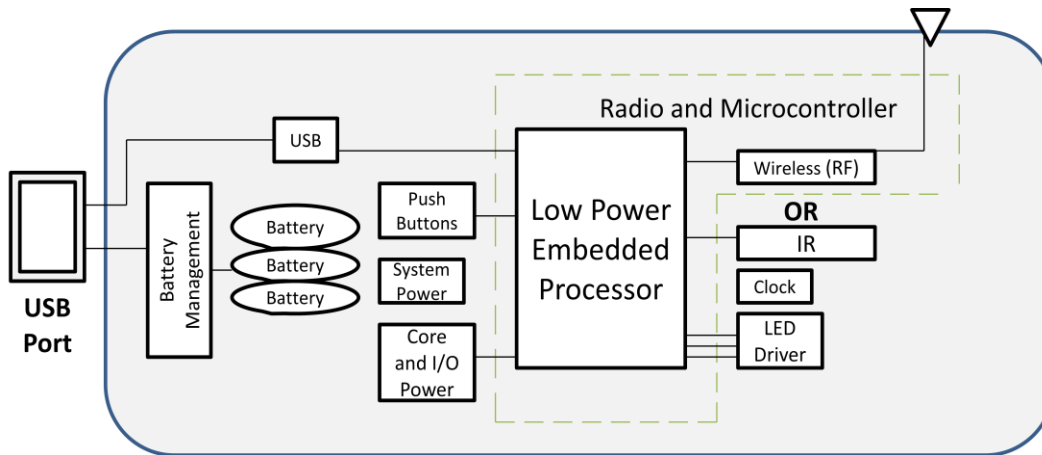 Radio and Microcontroller
USB
Wireless (RF)
Push
Buttons
Low Power
Embedded
Processor
OR
IR
Battery
Management
Battery
Battery
Battery
System
Power
Clock
USB
Port
Core
and I/O
Power
LED
Driver